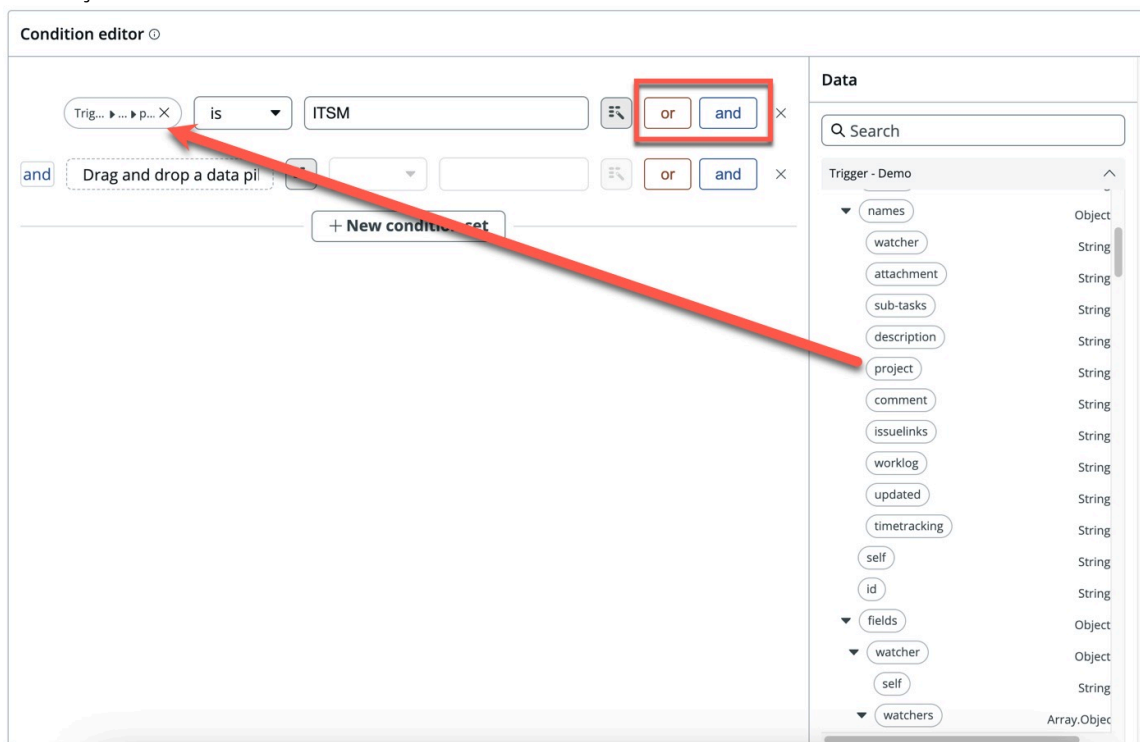 Condition editor
Data
Trig... ▸ ... ▸ p... is ITSM or and
Search
and Drag and drop a data pil or and
Trigger - Demo
+ New condition set
names Object
watcher String
attachment String
sub-tasks String
description String
project String
comment String
issuelinks String
worklog String
updated String
timetracking String
self String
id String
fields Object
watcher Object
self String
watchers Array.Objec